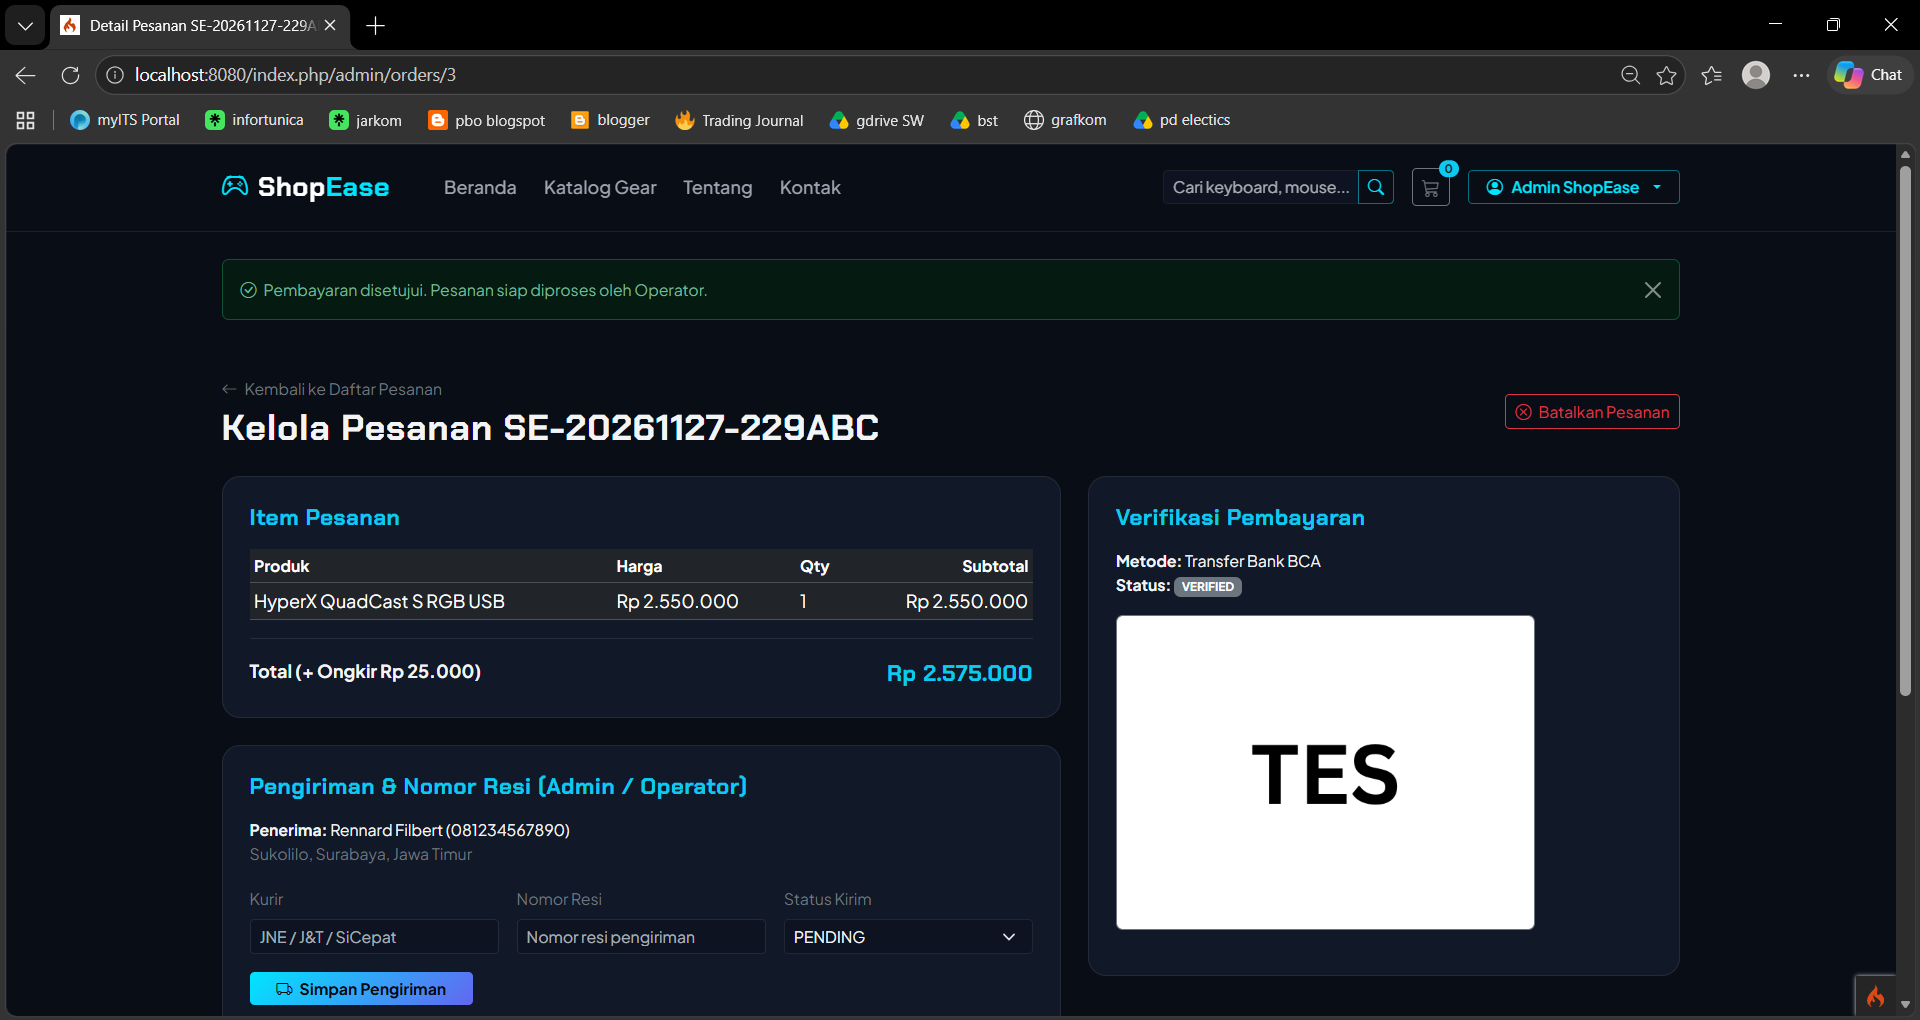 Detail Pesanan SE-20261127-229A
localhost:8080/index.php/admin/orders/3
Chat
myITS Portal
infortunica
jarkom
pbo blogspot
blogger
Trading Journal
gdrive SW
bst
grafkom
pd electics
ShopEase
Beranda
Katalog Gear
Tentang
Kontak
Cari keyboard, mouse...
0
Admin ShopEase
Pembayaran disetujui. Pesanan siap diproses oleh Operator.
← Kembali ke Daftar Pesanan
Kelola Pesanan SE-20261127-229ABC
Batalkan Pesanan
Item Pesanan
Produk Harga Qty Subtotal
HyperX QuadCast S RGB USB Rp 2.550.000 1 Rp 2.550.000
Total (+ Ongkir Rp 25.000) Rp 2.575.000
Verifikasi Pembayaran
Metode: Transfer Bank BCA
Status: VERIFIED
TES
Pengiriman & Nomor Resi (Admin / Operator)
Penerima: Rennard Filbert (081234567890)
Sukolilo, Surabaya, Jawa Timur
Kurir Nomor Resi Status Kirim
JNE / J&T / SiCepat Nomor resi pengiriman PENDING
Simpan Pengiriman